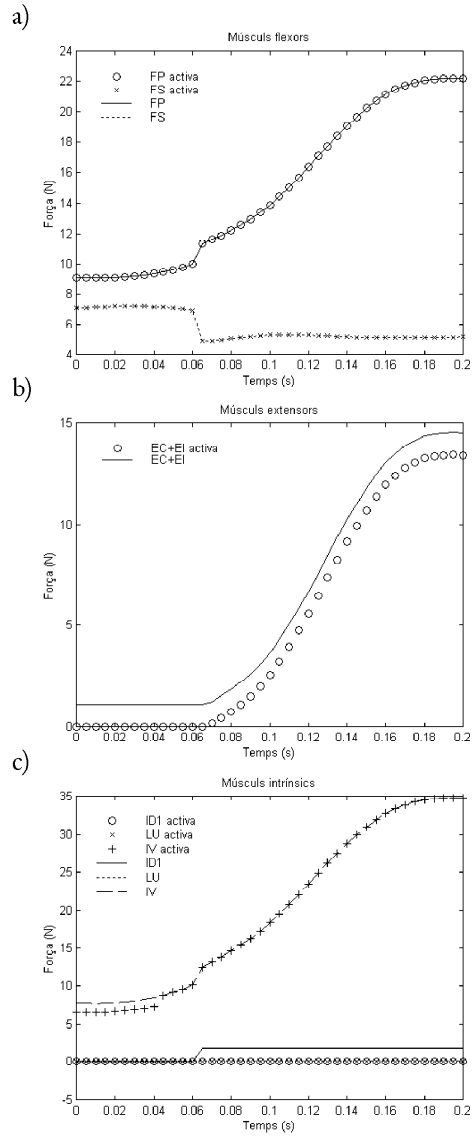 a)
Músculs flexors
24
22
20
18
16
14
12
10
8
6
4
Força (N)
FP activa
FS activa
FP
FS
0 0.02 0.04 0.06 0.08 0.10 0.12 0.14 0.16 0.18 0.2
Temps (s)
b)
Músculs extensors
15
10
5
0
Força (N)
EC+EI activa
EC+EI
0 0.02 0.04 0.06 0.08 0.10 0.12 0.14 0.16 0.18 0.2
Temps (s)
c)
Músculs intrínsics
35
30
25
20
15
10
5
0
-5
Força (N)
ID1 activa
LU activa
IV activa
ID1
LU
IV
0 0.02 0.04 0.06 0.08 0.10 0.12 0.14 0.16 0.18 0.2
Temps (s)